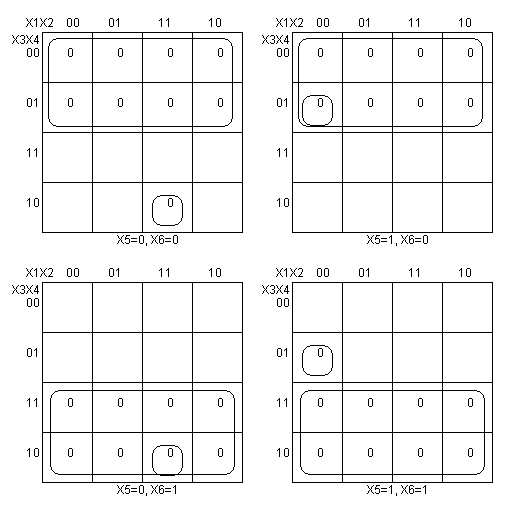 X1X2 00 01 11 10 X1X2 00 01 11 10
X3X4 X3X4
00 0 0 0 0 00 0 0 0 0
01 0 0 0 0 01 0 0 0 0
11 11
10 0 10
X5=0, X6=0 X5=1, X6=0
X1X2 00 01 11 10 X1X2 00 01 11 10
X3X4 X3X4
00 00
01 01 0
11 0 0 0 0 11 0 0 0 0
10 0 0 0 0 10 0 0 0 0
X5=0, X6=1 X5=1, X6=1